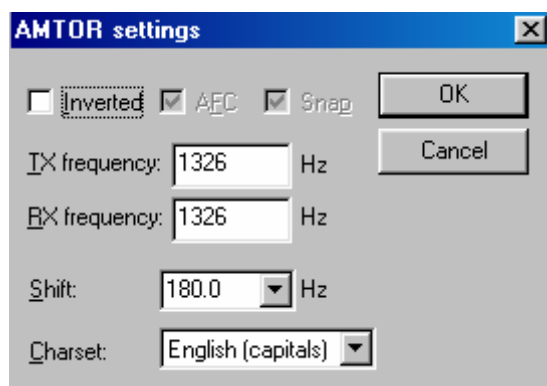 AMTOR settings
Inverted AFC Snap OK
TX frequency: 1326 Hz Cancel
RX frequency: 1326 Hz
Shift: 180.0 Hz
Charset: English (capitals)